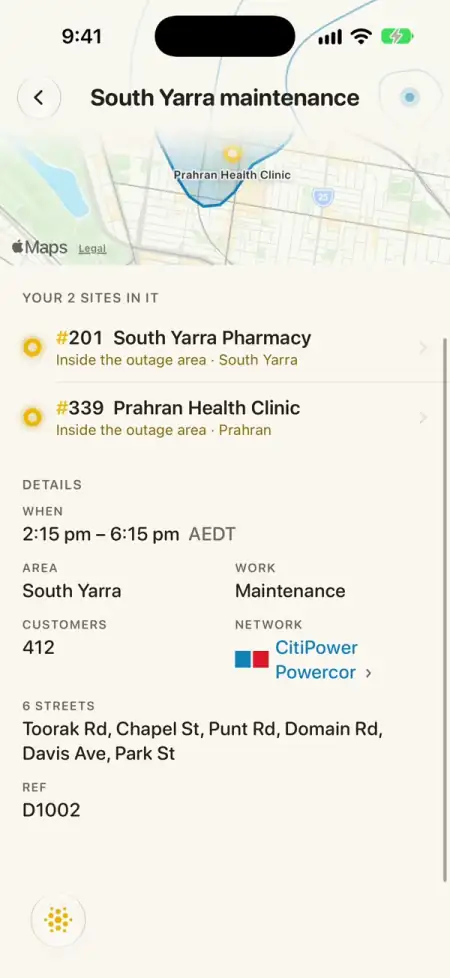 9:41
South Yarra maintenance
Prahran Health Clinic
25
Maps Legal
YOUR 2 SITES IN IT
#201 South Yarra Pharmacy
Inside the outage area · South Yarra
#339 Prahran Health Clinic
Inside the outage area · Prahran
DETAILS
WHEN
2:15 pm – 6:15 pm AEDT
AREA
South Yarra
WORK
Maintenance
CUSTOMERS
412
NETWORK
CitiPower
Powercor ›
6 STREETS
Toorak Rd, Chapel St, Punt Rd, Domain Rd,
Davis Ave, Park St
REF
D1002